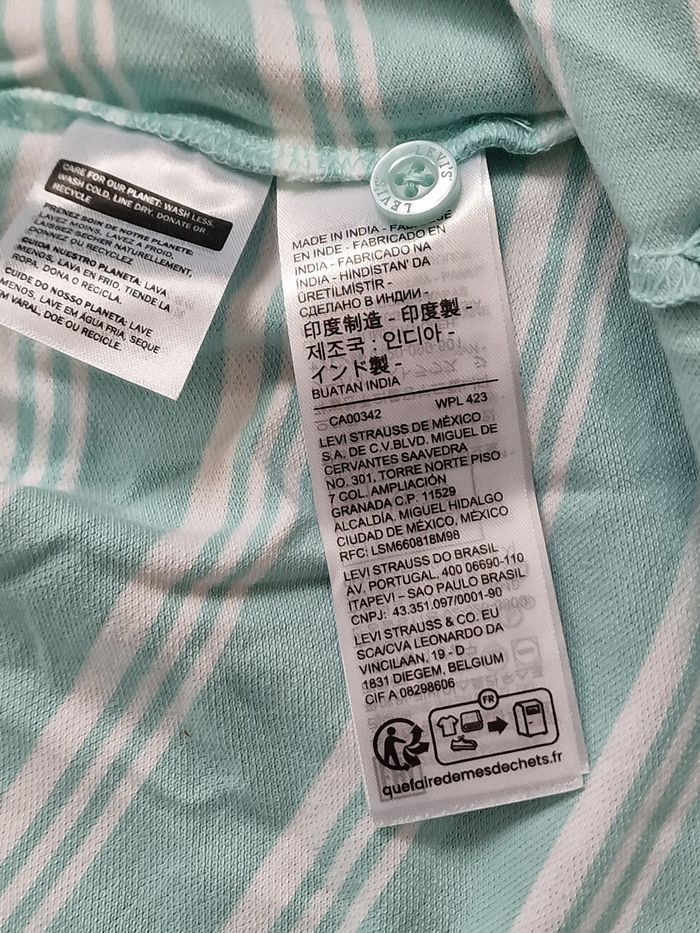 CARE FOR OUR PLANET: WASH LESS,
WASH COLD, LINE DRY, DONATE OR
RECYCLE
PRENEZ SOIN DE NOTRE PLANETE:
LAVEZ MOINS, LAVEZ A FROID,
LAISSEZ SECHER NATURELLEMENT,
DONNEZ OU RECYCLEZ
CUIDA NUESTRO PLANETA: LAVA
MENOS, LAVA EN FRIO, TIENDE LA
ROPA, DONA O RECICLA.
CUIDE DO NOSSO PLANETA: LAVE
MENOS, LAVE EM ÁGUA FRIA, SEQUE
EM VARAL, DOE OU RECICLE.
LEVI'S
LEVI'S
MADE IN INDIA - FABRIQUE
EN INDE - FABRICADO EN
INDIA - FABRICADO NA
INDIA - HINDISTAN' DA
ÜRETILMIŞTIR -
СДЕЛАНО В ИНДИИ -
印度制造 - 印度製 -
제조국 : 인디아 -
インド製 -
BUATAN INDIA
CA00342 WPL 423
LEVI STRAUSS DE MÉXICO
S.A. DE C.V.BLVD. MIGUEL DE
CERVANTES SAAVEDRA
NO. 301, TORRE NORTE PISO
7 COL. AMPLIACIÓN
GRANADA C.P. 11529
ALCALDÍA. MIGUEL HIDALGO
CIUDAD DE MÉXICO, MÉXICO
RFC: LSM660818M98
LEVI STRAUSS DO BRASIL
AV. PORTUGAL, 400 06690-110
ITAPEVI – SAO PAULO BRASIL
CNPJ: 43.351.097/0001-90
LEVI STRAUSS & CO. EU
SCA/CVA LEONARDO DA
VINCILAAN, 19 - D
1831 DIEGEM, BELGIUM
CIF A 08298606
FR
quefairedemesdechets.fr